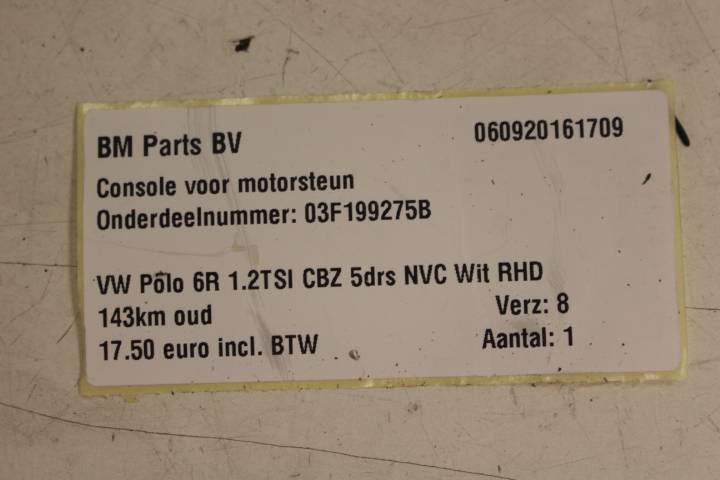 BM Parts BV 060920161709
Console voor motorsteun
Onderdeelnummer: 03F199275B
VW Polo 6R 1.2TSI CBZ 5drs NVC Wit RHD
143km oud Verz: 8
17.50 euro incl. BTW Aantal: 1